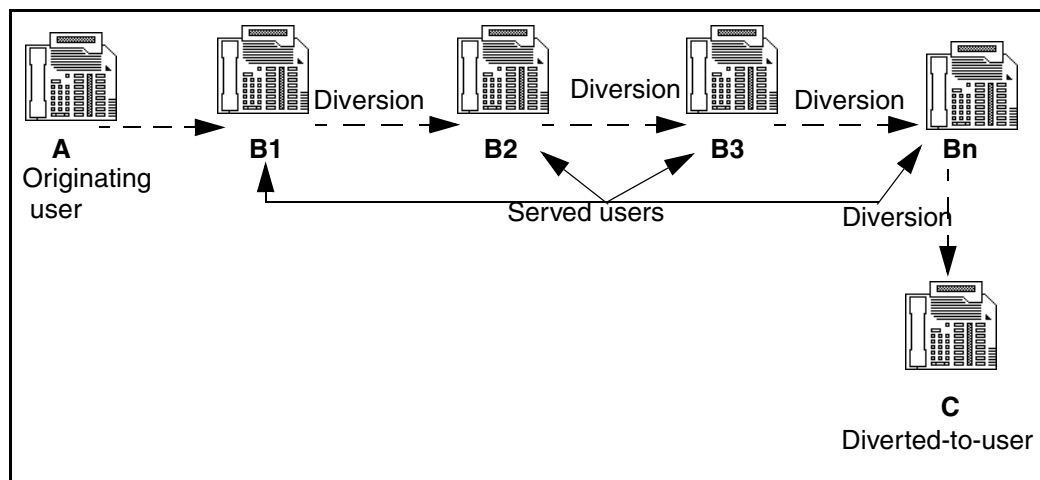 Diversion
Diversion
Diversion
A
B1
B2
B3
Bn
Originating
user
Served users
Diversion
C
Diverted-to-user